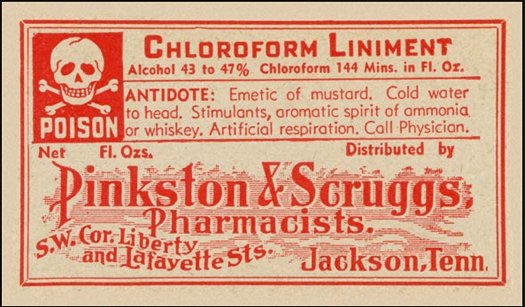 CHLOROFORM LINIMENT
Alcohol 43 to 47% Chloroform 144 Mins. in Fl. Oz.
POISON
ANTIDOTE: Emetic of mustard. Cold water
to head. Stimulants, aromatic spirit of ammonia
or whiskey. Artificial respiration. Call Physician.
Net Fl. Ozs. Distributed by
Pinkston & Scruggs,
Pharmacists.
S.W. Cor. Liberty
and Lafayette Sts.
Jackson, Tenn.